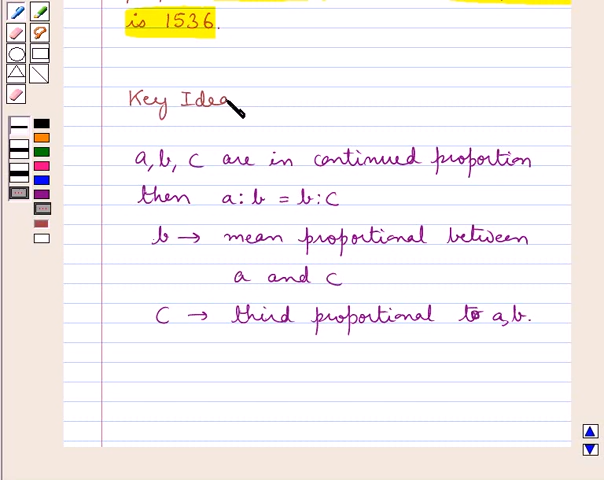 is 1536.
Key Idea
a, b, c are in continued proportion
then a : b = b : c
b → mean proportional between
a and c
c → third proportional to a, b.